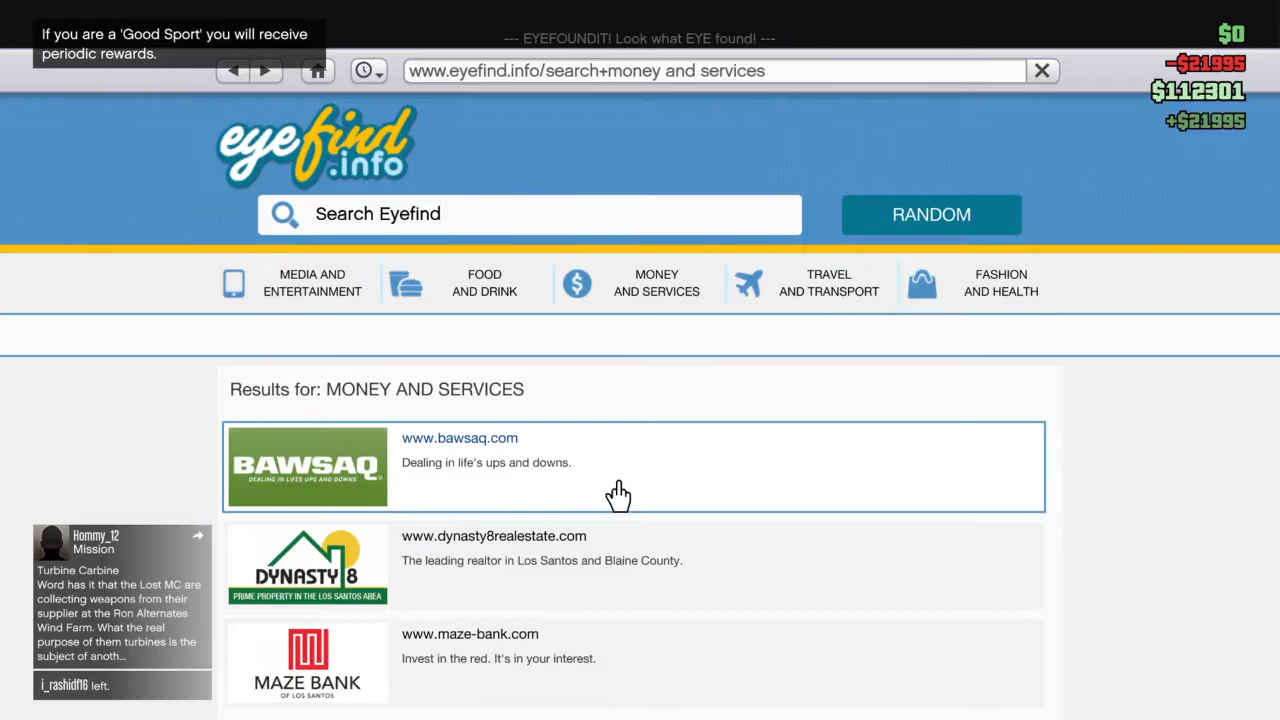 If you are a 'Good Sport' you will receive
periodic rewards.
--- EYEFOUNDIT! Look what EYE found! ---
$0
-$21995
$112301
+$21995
www.eyefind.info/search+money and services
eyefind
.info
Search Eyefind
RANDOM
MEDIA AND
ENTERTAINMENT
FOOD
AND DRINK
MONEY
AND SERVICES
TRAVEL
AND TRANSPORT
FASHION
AND HEALTH
Results for: MONEY AND SERVICES
BAWSAQ
DEALING IN LIFES UPS AND DOWNS
www.bawsaq.com
Dealing in life's ups and downs.
DYNASTY 8
PRIME PROPERTY IN THE LOS SANTOS AREA
www.dynasty8realestate.com
The leading realtor in Los Santos and Blaine County.
MAZE BANK
OF LOS SANTOS
www.maze-bank.com
Invest in the red. It's in your interest.
Hommy_12
Mission
Turbine Carbine
Word has it that the Lost MC are
collecting weapons from their
supplier at the Ron Alternates
Wind Farm. What the real
purpose of them turbines is the
subject of anoth...
i_rashidf16 left.